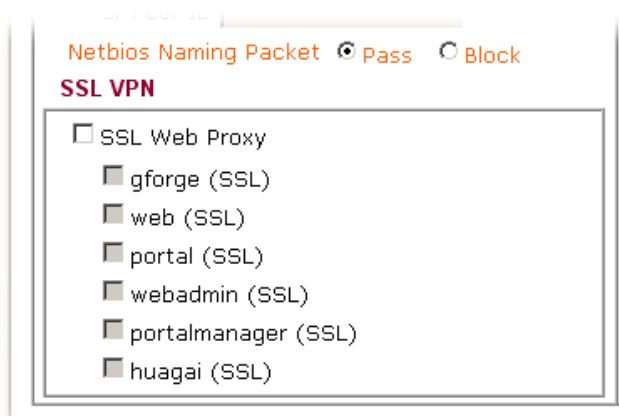 Netbios Naming Packet Pass Block
SSL VPN
SSL Web Proxy
gforge (SSL)
web (SSL)
portal (SSL)
webadmin (SSL)
portalmanager (SSL)
huagai (SSL)